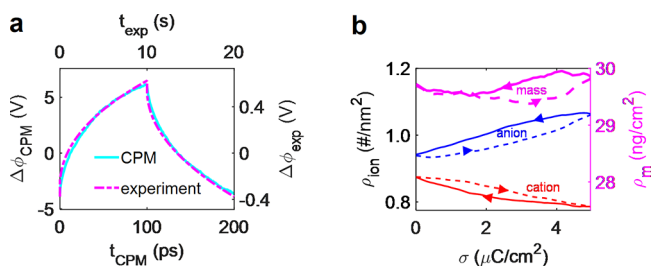 a
t_exp (s)
0 10 20
Δϕ_CPM (V)
5
0
-5
CPM
experiment
0.4
0
-0.4
Δϕ_exp (V)
0 100 200
t_CPM (ps)
b
ρ_ion (#/nm²)
1.2
1.0
0.8
mass
anion
cation
30
29
28
ρ_m (ng/cm²)
0 2 4
σ (μC/cm²)